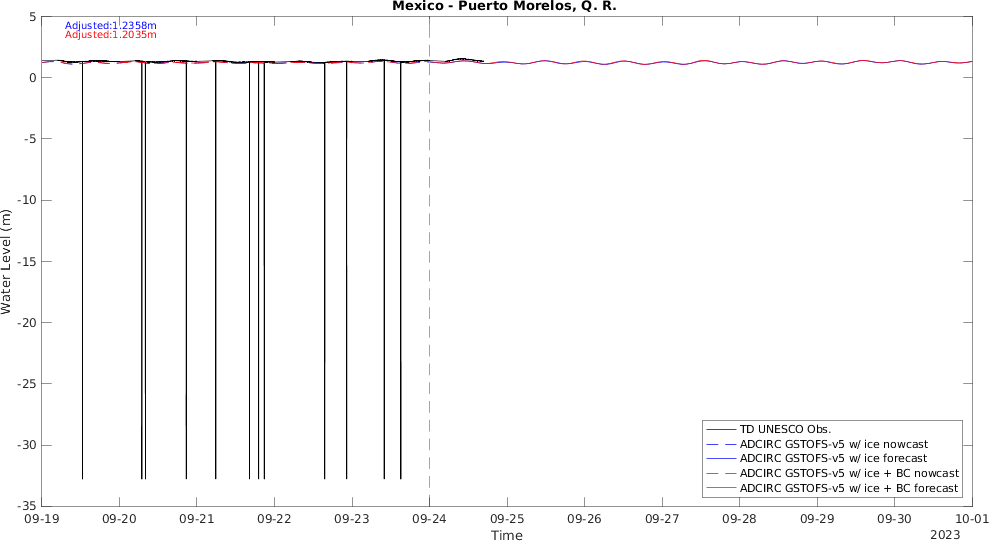 Mexico - Puerto Morelos, Q. R.
Adjusted:1.2358m
Adjusted:1.2035m
5
0
-5
-10
-15
-20
-25
-30
-35
Water Level (m)
09-19 09-20 09-21 09-22 09-23 09-24 09-25 09-26 09-27 09-28 09-29 09-30 10-01
Time
2023
TD UNESCO Obs.
ADCIRC GSTOFS-v5 w/ ice nowcast
ADCIRC GSTOFS-v5 w/ ice forecast
ADCIRC GSTOFS-v5 w/ ice + BC nowcast
ADCIRC GSTOFS-v5 w/ ice + BC forecast